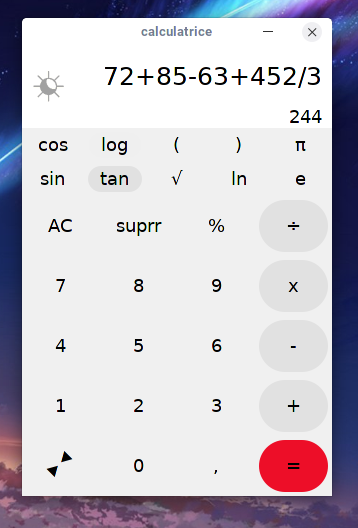 calculatrice
72+85-63+452/3
244
cos log ( ) π
sin tan √ ln e
AC suprr % ÷
7 8 9 x
4 5 6 -
1 2 3 +
0 , =